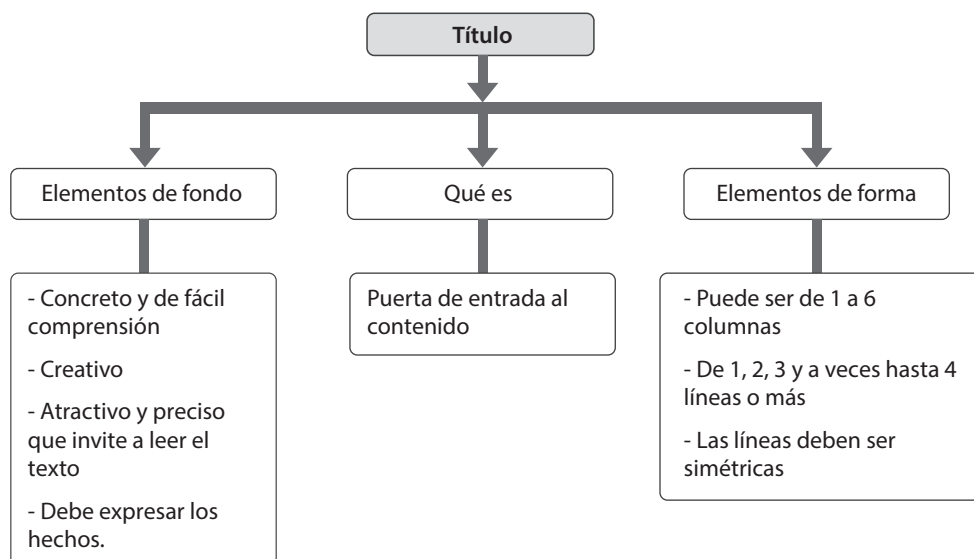 Título
Elementos de fondo
- Concreto y de fácil
comprensión
- Creativo
- Atractivo y preciso
que invite a leer el
texto
- Debe expresar los
hechos.
Qué es
Puerta de entrada al
contenido
Elementos de forma
- Puede ser de 1 a 6
columnas
- De 1, 2, 3 y a veces hasta 4
líneas o más
- Las líneas deben ser
simétricas